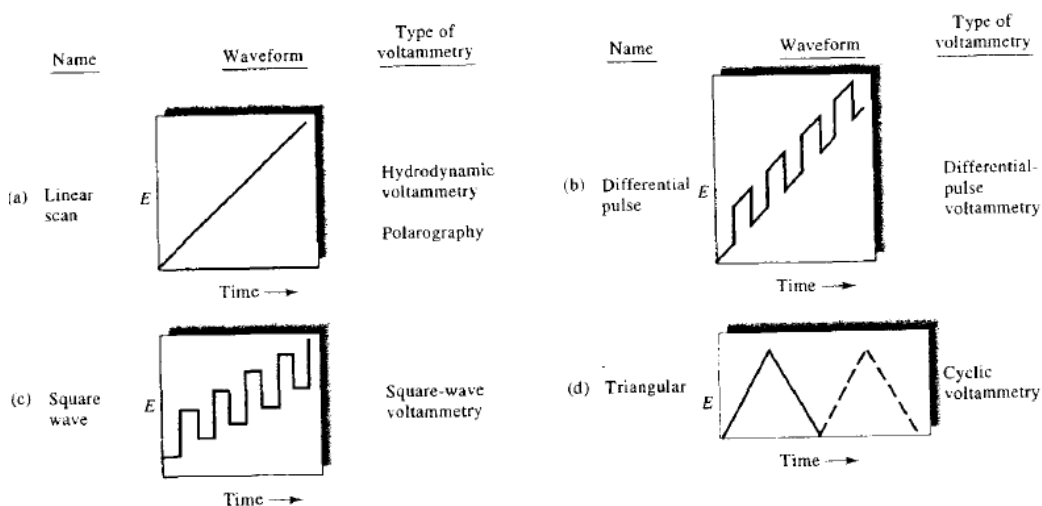 Name
Waveform
Type of
voltammetry
(a) Linear
scan
E
Hydrodynamic
voltammetry
Polarography
Time →
(c) Square
wave
E
Square-wave
voltammetry
Time →
Name
Waveform
Type of
voltammetry
(b) Differential
pulse
E
Differential-
pulse
voltammetry
Time →
(d) Triangular
E
Cyclic
voltammetry
Time →